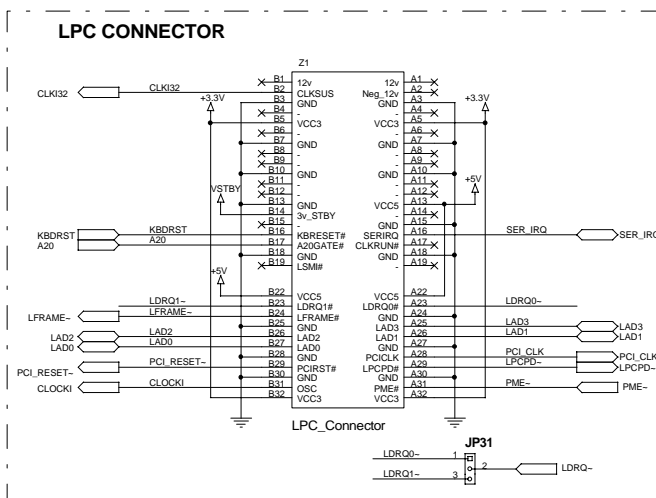 LPC CONNECTOR
Z1
B1 12v 12v A1
CLKI32 CLKI32 B2 CLKSUS Neg_12v A2
B3 GND GND A3
+3.3V B4 - - A4 +3.3V
B5 VCC3 VCC3 A5
B6 - - A6
B7 GND GND A7
B8 - - A8
B9 - - A9
B10 GND GND A10
B11 - - A11
B12 - - A12 +5V
B13 GND VCC5 A13
VSTBY B14 3v_STBY - A14
B15 - GND A15
KBDRST KBDRST B16 KBRESET# SERIRQ A16 SER_IRQ SER_IRQ
A20 A20 B17 A20GATE# CLKRUN# A17
B18 GND GND A18
B19 LSMI# - A19
+5V
B22 VCC5 VCC5 A22
LDRQ1~ B23 LDRQ1# LDRQ0# A23 LDRQ0~
LFRAME~ LFRAME~ B24 LFRAME# GND A24
B25 GND LAD3 A25 LAD3 LAD3
LAD2 LAD2 B26 LAD2 LAD1 A26 LAD1 LAD1
LAD0 LAD0 B27 LAD0 GND A27
B28 GND PCICLK A28 PCI_CLK PCI_CLK
PCI_RESET~ PCI_RESET~ B29 PCIRST# LPCPD# A29 LPCPD~ LPCPD~
B30 GND GND A30
CLOCKI CLOCKI B31 OSC PME# A31 PME~ PME~
B32 VCC3 VCC3 A32
LPC_Connector
JP31
LDRQ0~ 1
2 LDRQ~
LDRQ1~ 3